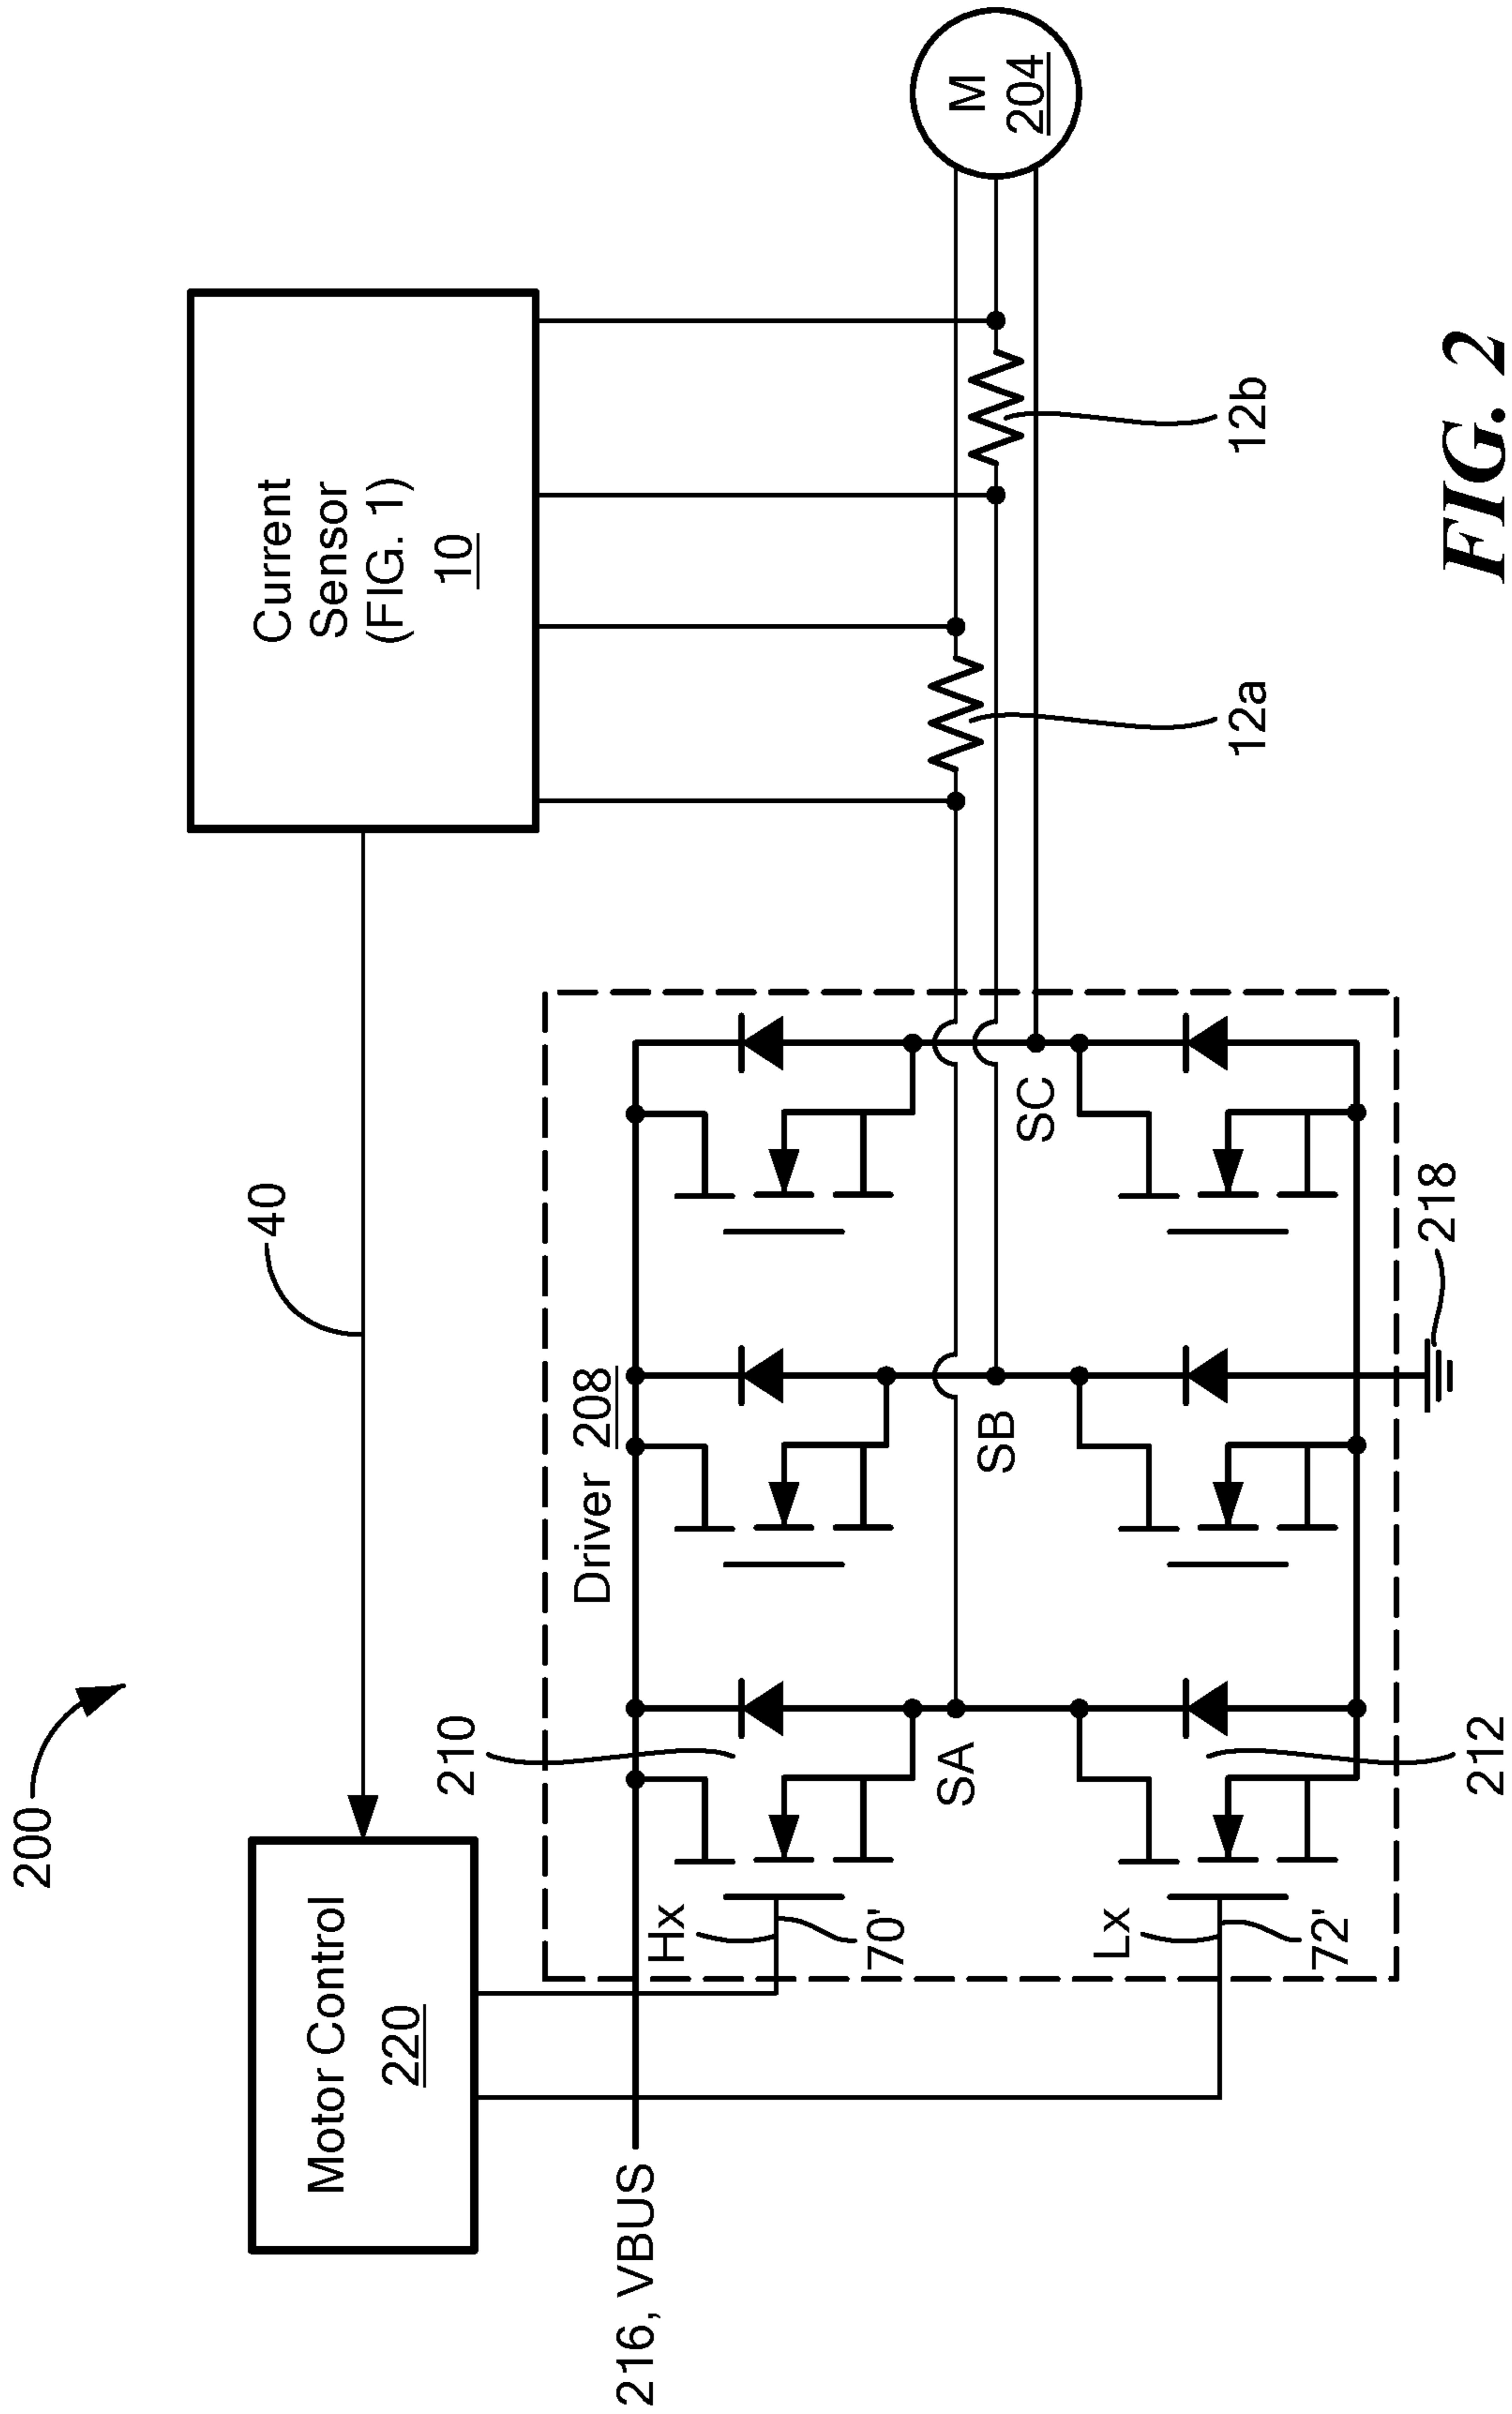 200
Motor Control
220
40
Current
Sensor
(FIG. 1)
10
216, VBUS
Driver 208
210
Hx
70'
SA
SB
SC
Lx
72'
212
218
12a
12b
M
204
FIG. 2